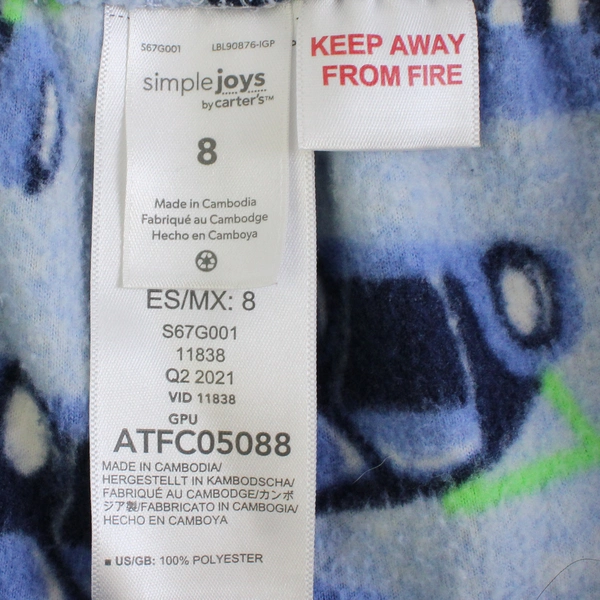 S67G001 LBL90876-IGP P
simple joys
by carter's™
8
Made in Cambodia
Fabriqué au Cambodge
Hecho en Camboya
KEEP AWAY
FROM FIRE
ES/MX: 8
S67G001
11838
Q2 2021
VID 11838
GPU
ATFC05088
MADE IN CAMBODIA/
HERGESTELLT IN KAMBODSCHA/
FABRIQUÉ AU CAMBODGE/カンボ
ジア製/FABBRICATO IN CAMBOGIA/
HECHO EN CAMBOYA
■ US/GB: 100% POLYESTER